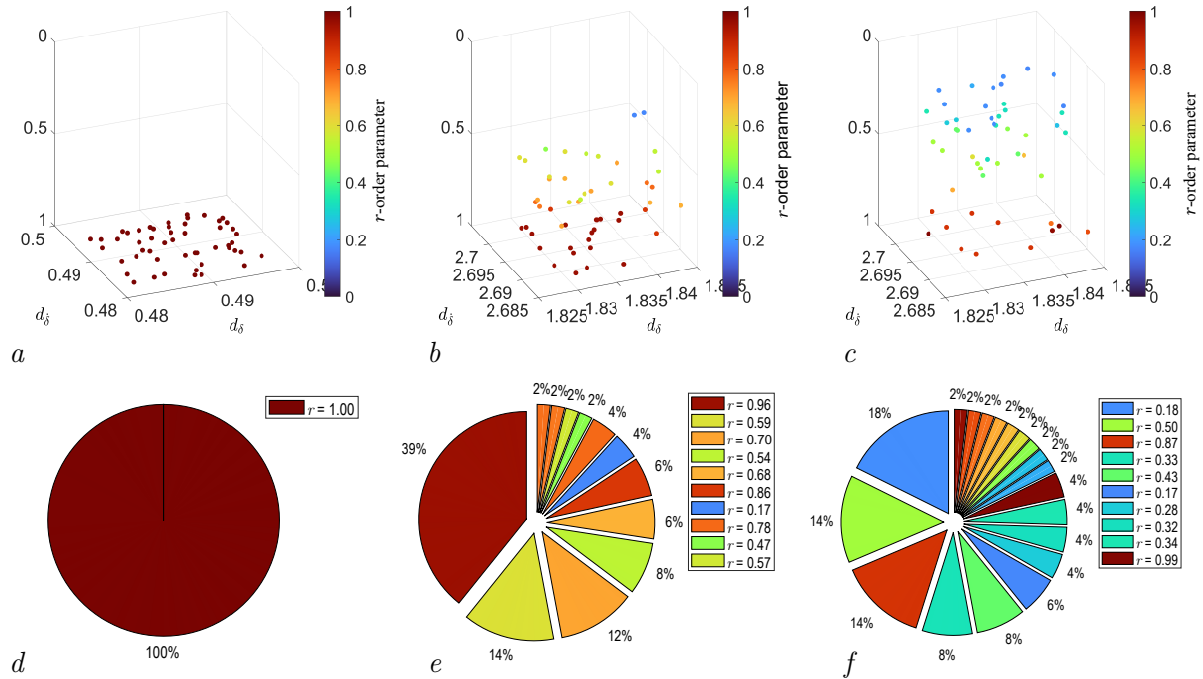 0
0.5
1
0.5
0.49
0.48
0.48
0.49
0.5
d_δ̇
d_δ
1
0.8
0.6
0.4
0.2
0
r-order parameter
a
0
0.5
1
2.7
2.695
2.69
2.685
1.825
1.83
1.835
1.84
1.845
d_δ̇
d_δ
1
0.8
0.6
0.4
0.2
0
r-order parameter
b
0
0.5
1
2.7
2.695
2.69
2.685
1.825
1.83
1.835
1.84
d_δ̇
d_δ
1
0.8
0.6
0.4
0.2
0
r-order parameter
c
r = 1.00
100%
d
2% 2% 2% 2% 4% 4% 6% 6% 8% 12% 14% 39%
r = 0.96
r = 0.59
r = 0.70
r = 0.54
r = 0.68
r = 0.86
r = 0.17
r = 0.78
r = 0.47
r = 0.57
e
2% 2% 2% 2% 2% 2% 2% 2% 2% 4% 4% 4% 4% 6% 8% 8% 14% 14% 18%
r = 0.18
r = 0.50
r = 0.87
r = 0.33
r = 0.43
r = 0.17
r = 0.28
r = 0.32
r = 0.34
r = 0.99
f